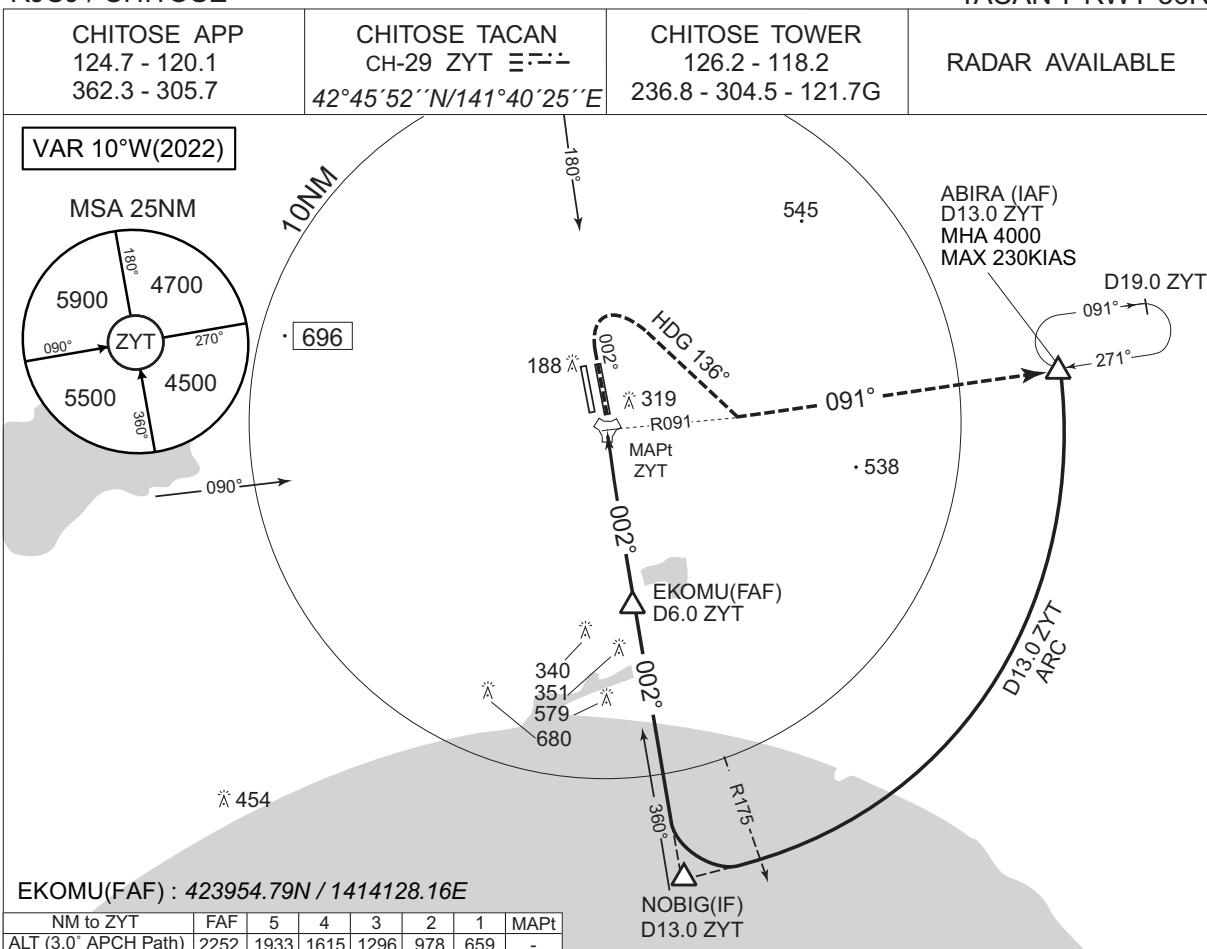 CHITOSE APP
124.7 - 120.1
362.3 - 305.7
CHITOSE TACAN
CH-29 ZYT
42°45´52´´N/141°40´25´´E
CHITOSE TOWER
126.2 - 118.2
236.8 - 304.5 - 121.7G
RADAR AVAILABLE
VAR 10°W(2022)
MSA 25NM
180°
5900
4700
ZYT
090°
270°
5500
4500
360°
10NM
180°
545
ABIRA (IAF)
D13.0 ZYT
MHA 4000
MAX 230KIAS
D19.0 ZYT
091°
271°
696
002°
HDG 136°
188
319
R091
091°
MAPt
ZYT
538
090°
002°
EKOMU(FAF)
D6.0 ZYT
340
351
579
680
002°
D13.0 ZYT
ARC
454
360°
R175
NOBIG(IF)
D13.0 ZYT
EKOMU(FAF) : 423954.79N / 1414128.16E
NM to ZYT FAF 5 4 3 2 1 MAPt
ALT (3.0° APCH Path) 2252 1933 1615 1296 978 659 -